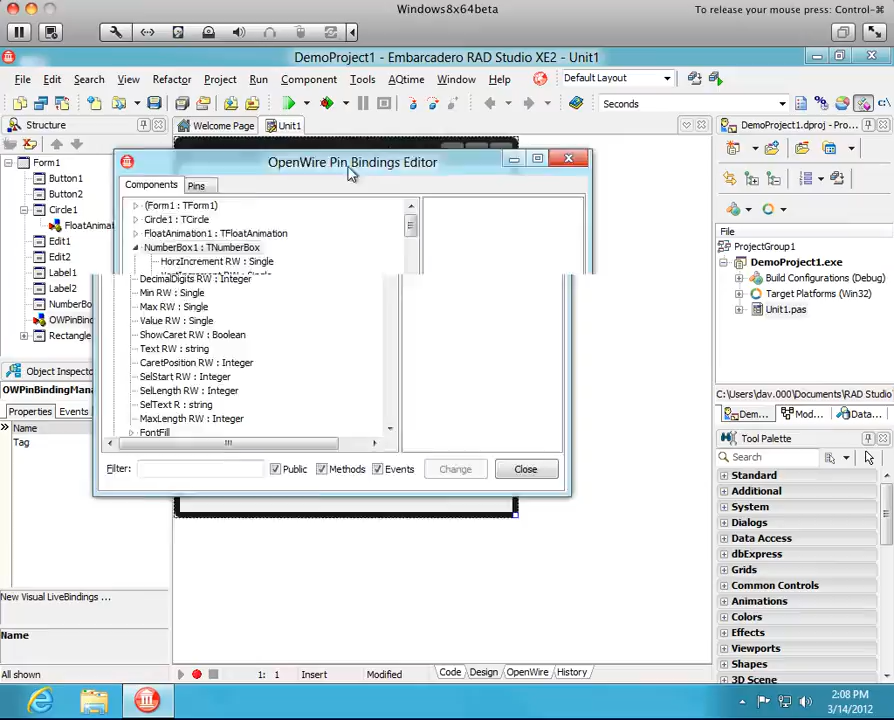 Windows8x64beta
To release your mouse press: Control-⌘
DemoProject1 - Embarcadero RAD Studio XE2 - Unit1
File Edit Search View Refactor Project Run Component Tools AQtime Window Help
Default Layout
Seconds
Structure
Welcome Page
Unit1
DemoProject1.dproj - Pro...
Form1
Button1
Button2
Circle1
FloatAnimat
Edit1
Edit2
Label1
Label2
NumberBo
OWPinBind
Rectangle
OpenWire Pin Bindings Editor
Components
Pins
(Form1 : TForm1)
Circle1 : TCircle
FloatAnimation1 : TFloatAnimation
NumberBox1 : TNumberBox
HorzIncrement RW : Single
DecimalDigits RW : Integer
Min RW : Single
Max RW : Single
Value RW : Single
ShowCaret RW : Boolean
Text RW : string
CaretPosition RW : Integer
SelStart RW : Integer
SelLength RW : Integer
SelText R : string
MaxLength RW : Integer
FontFill
Filter:
Public
Methods
Events
Change
Close
Object Inspecto
OWPinBindingMana
Properties
Events
Name
Tag
New Visual LiveBindings ...
Name
All shown
1: 1
Insert
Modified
Code
Design
OpenWire
History
File
ProjectGroup1
DemoProject1.exe
Build Configurations (Debug)
Target Platforms (Win32)
Unit1.pas
C:\Users\dav.000\Documents\RAD Studio
Dem...
Mod...
Data...
Tool Palette
Search
Standard
Additional
System
Dialogs
Data Access
dbExpress
Grids
Common Controls
Animations
Colors
Effects
Viewports
Shapes
3D Scene
2:08 PM
3/14/2012